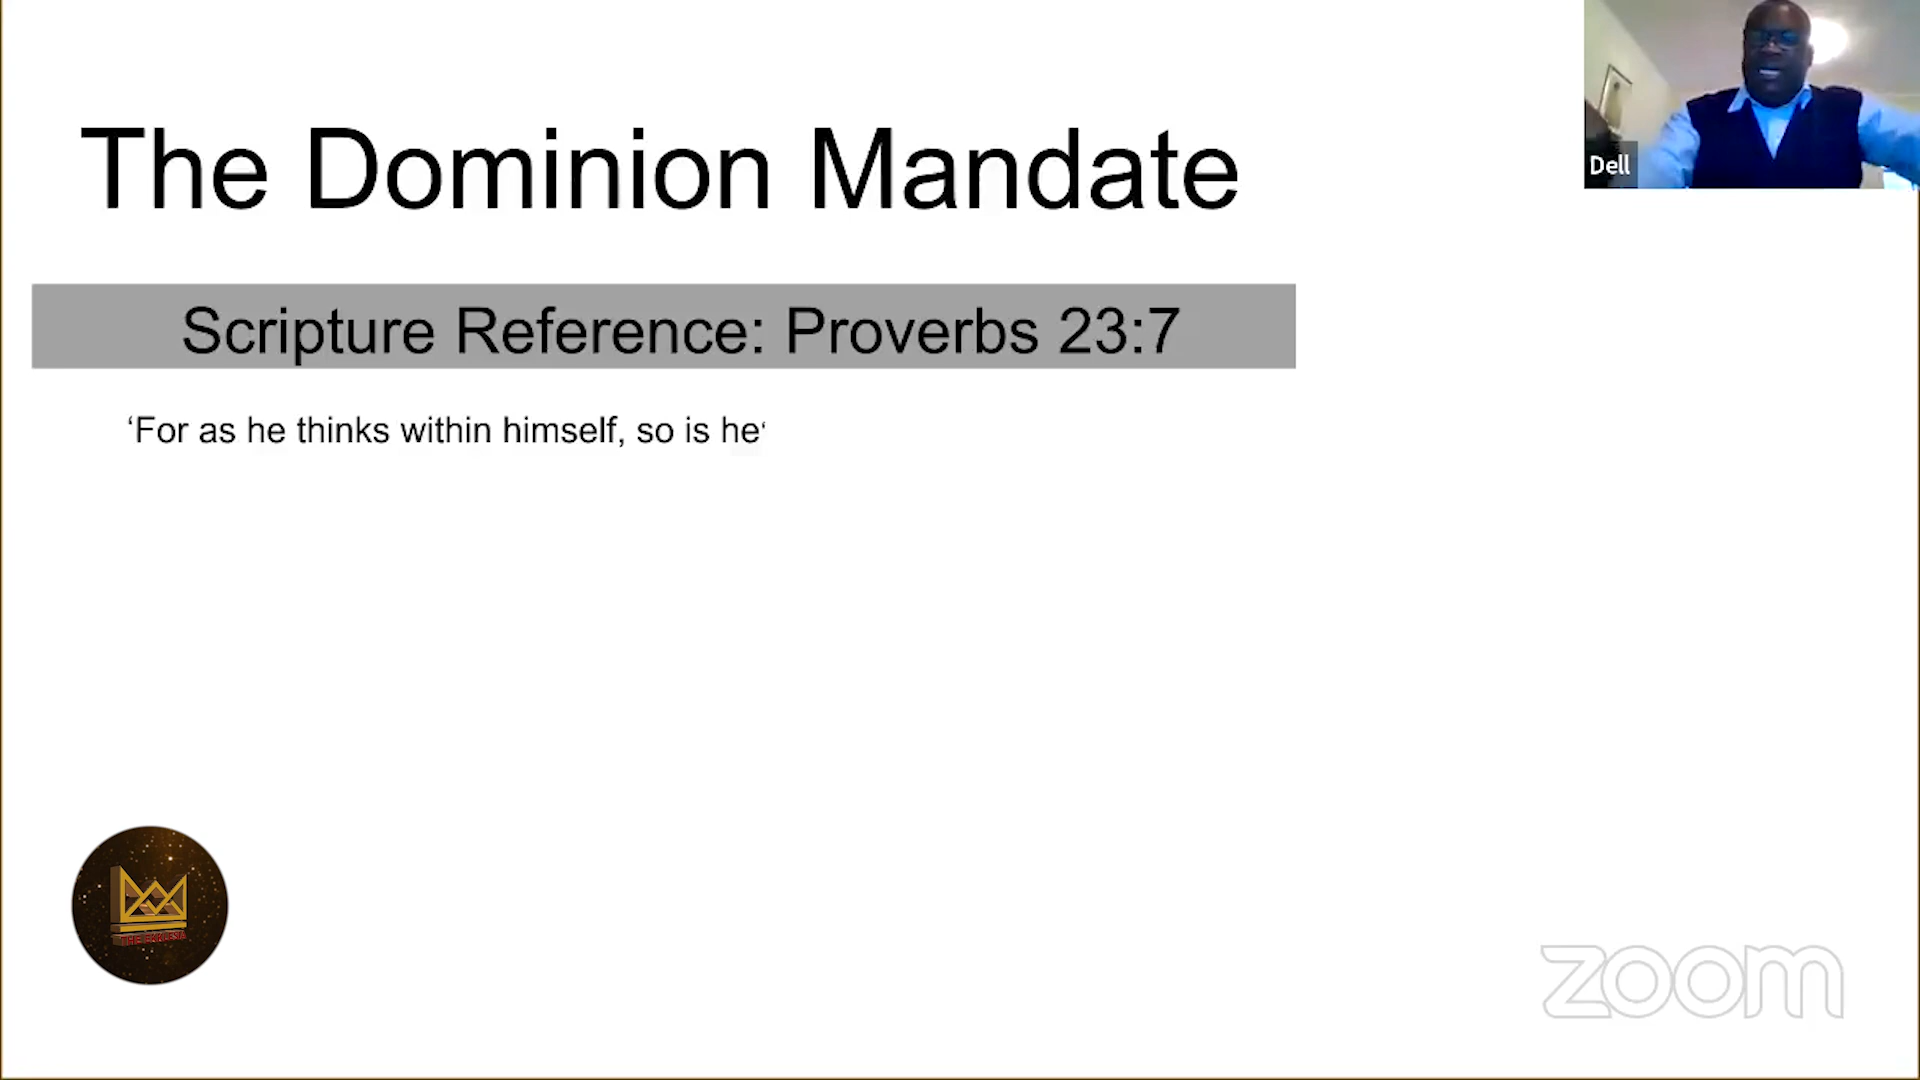 The Dominion Mandate
Dell
Scripture Reference: Proverbs 23:7
‘For as he thinks within himself, so is he‘
zoom